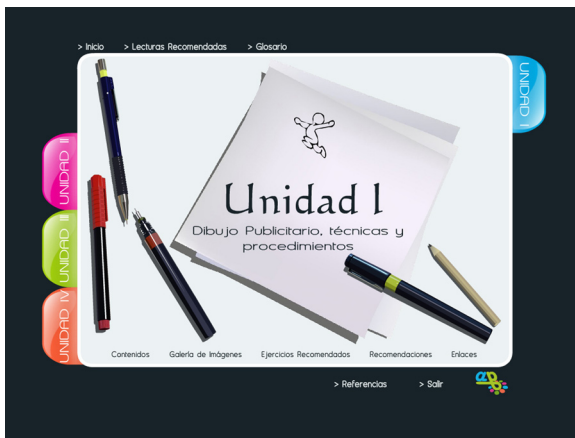 > Inicio > Lecturas Recomendadas > Glosario
UNIDAD I
UNIDAD II
UNIDAD III
UNIDAD IV
Unidad I
Dibujo Publicitario, técnicas y
procedimientos
Contenidos Galería de Imágenes Ejercicios Recomendados Recomendaciones Enlaces
> Referencias > Salir